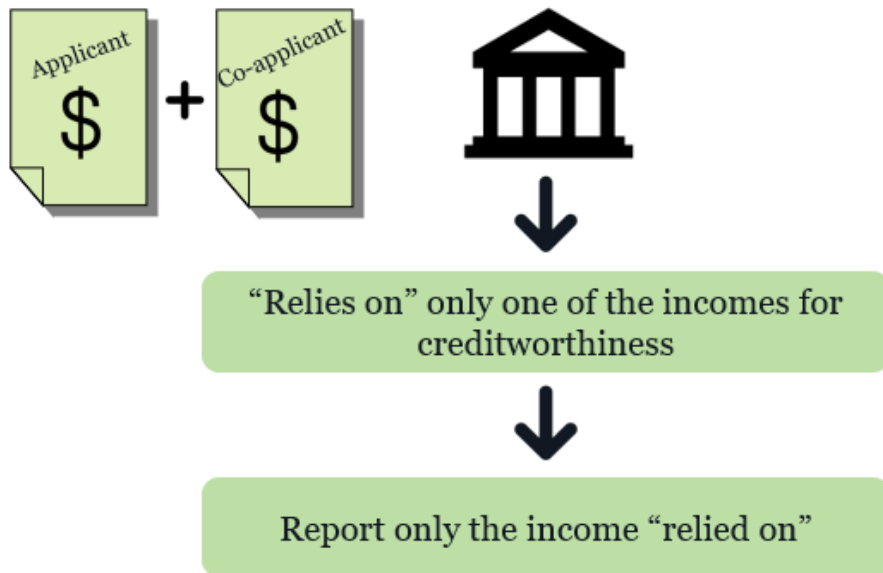 Applicant
$
+
Co-applicant
$
“Relies on” only one of the incomes for
creditworthiness
Report only the income “relied on”